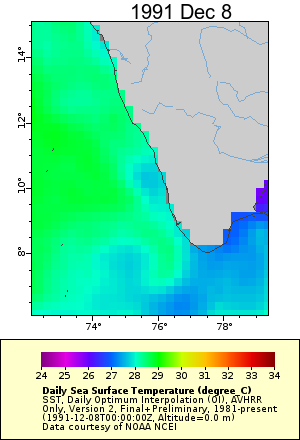 1991 Dec 8
14°
12°
10°
8°
74°
76°
78°
24 25 26 27 28 29 30 31 32 33 34
Daily Sea Surface Temperature (degree_C)
SST, Daily Optimum Interpolation (OI), AVHRR
Only, Version 2, Final+Preliminary, 1981-present
(1991-12-08T00:00:00Z, Altitude=0.0 m)
Data courtesy of NOAA NCEI